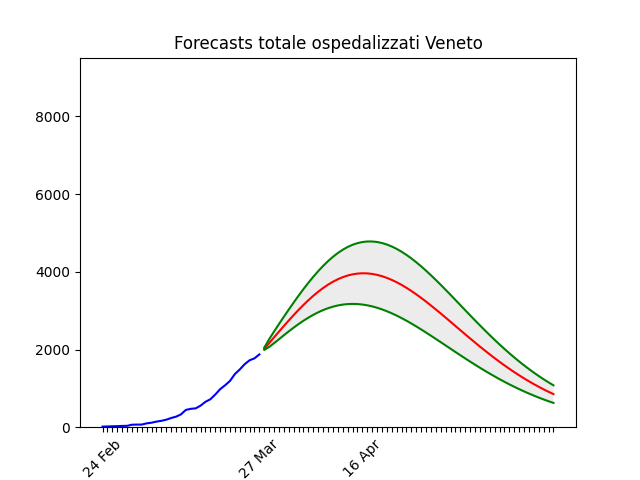 Forecasts totale ospedalizzati Veneto
8000
6000
4000
2000
0
24 Feb
27 Mar
16 Apr